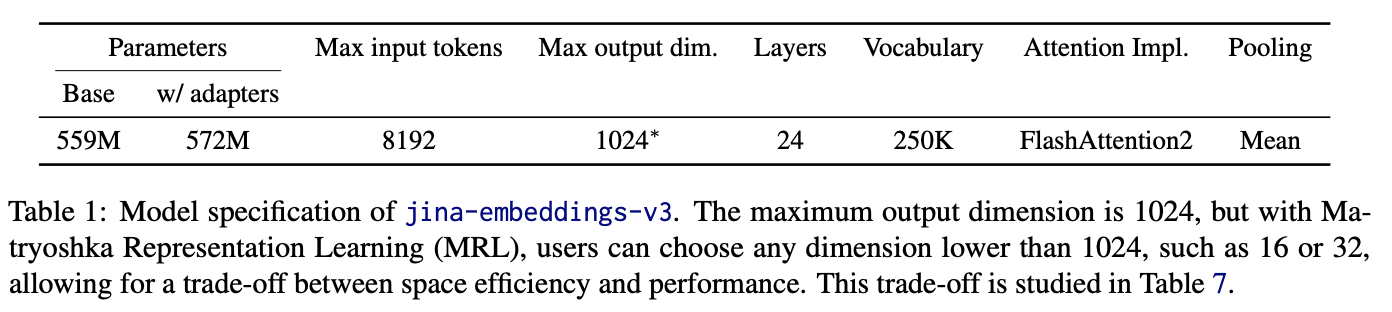 Parameters Max input tokens Max output dim. Layers Vocabulary Attention Impl. Pooling
Base w/ adapters
559M 572M 8192 1024* 24 250K FlashAttention2 Mean
Table 1: Model specification of jina-embeddings-v3. The maximum output dimension is 1024, but with Ma-
tryoshka Representation Learning (MRL), users can choose any dimension lower than 1024, such as 16 or 32,
allowing for a trade-off between space efficiency and performance. This trade-off is studied in Table 7.